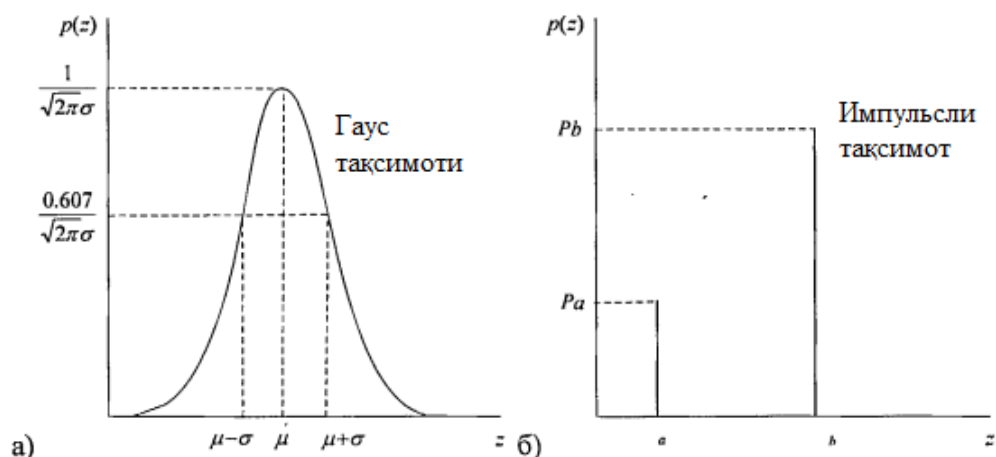 p(z)
1
√2πσ
Гаус
тақсимоти
0.607
√2πσ
а)
μ−σ
μ
μ+σ
z
p(z)
Pb
Импульсли
тақсимот
Pa
б)
a
b
z